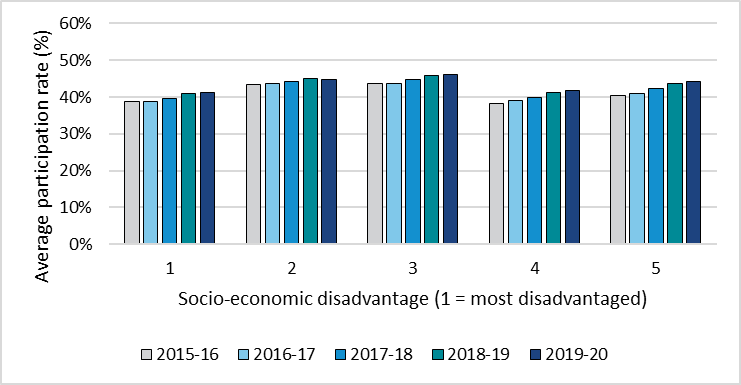 60%
50%
40%
30%
20%
10%
0%
Average participation rate (%)
1 2 3 4 5
Socio-economic disadvantage (1 = most disadvantaged)
2015-16 2016-17 2017-18 2018-19 2019-20